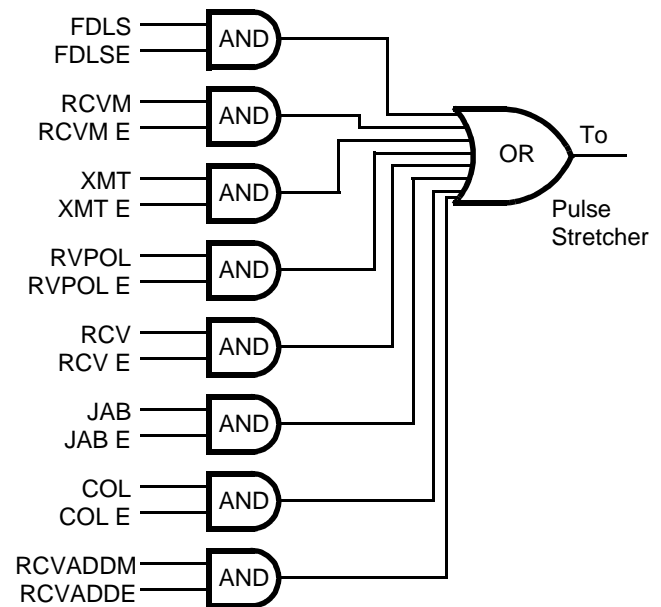 FDLS
FDLSE
AND
RCVM
RCVM E
AND
XMT
XMT E
AND
RVPOL
RVPOL E
AND
RCV
RCV E
AND
JAB
JAB E
AND
COL
COL E
AND
RCVADDM
RCVADDE
AND
OR
To
Pulse
Stretcher